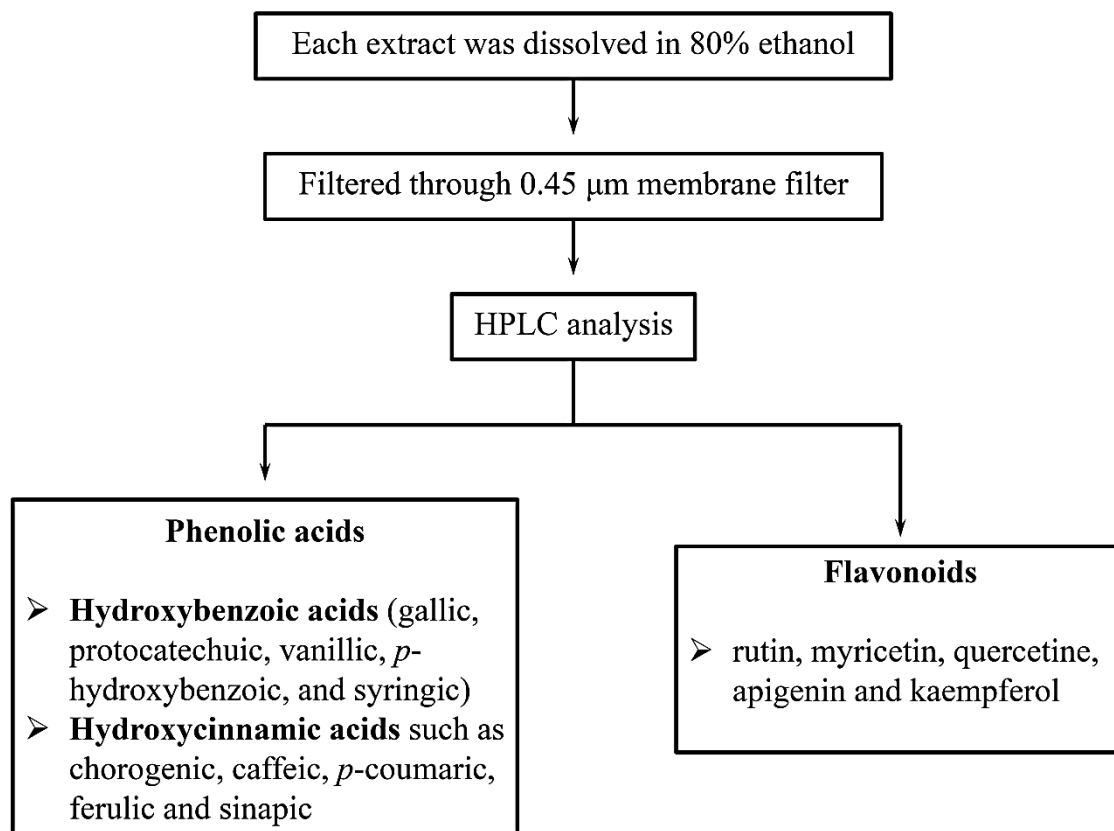 Each extract was dissolved in 80% ethanol
Filtered through 0.45 μm membrane filter
HPLC analysis
Phenolic acids
➢ Hydroxybenzoic acids (gallic,
protocatechuic, vanillic, p-
hydroxybenzoic, and syringic)
➢ Hydroxycinnamic acids such as
chorogenic, caffeic, p-coumaric,
ferulic and sinapic
Flavonoids
➢ rutin, myricetin, quercetine,
apigenin and kaempferol